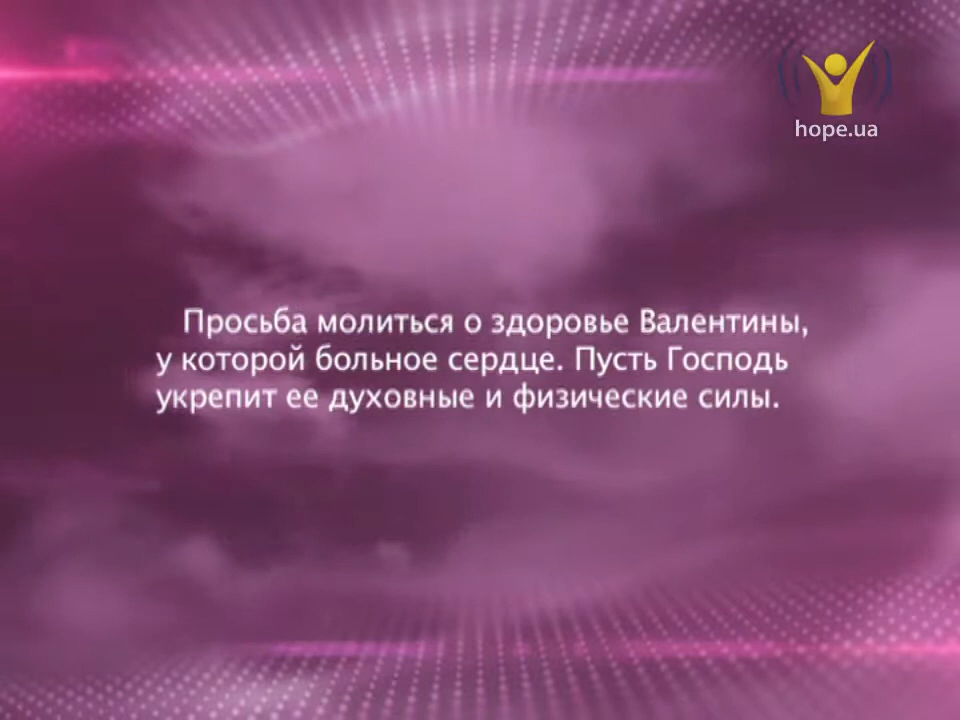 hope.ua
Просьба молиться о здоровье Валентины,
у которой больное сердце. Пусть Господь
укрепит ее духовные и физические силы.